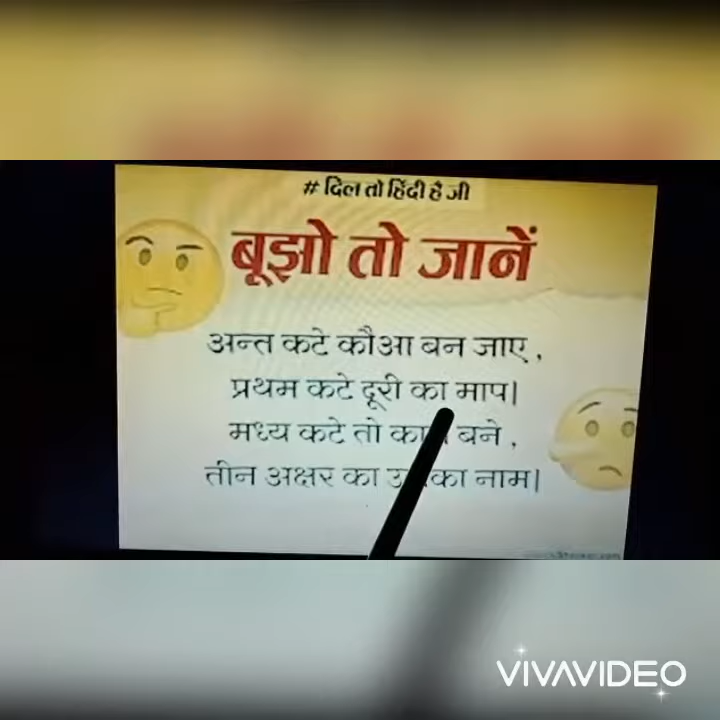 # दिल तो हिंदी है जी
बूझो तो जानें
अन्त कटे कौआ बन जाए ,
प्रथम कटे दूरी का माप।
मध्य कटे तो बने ,
तीन अक्षर का नाम।
VIVAVIDEO